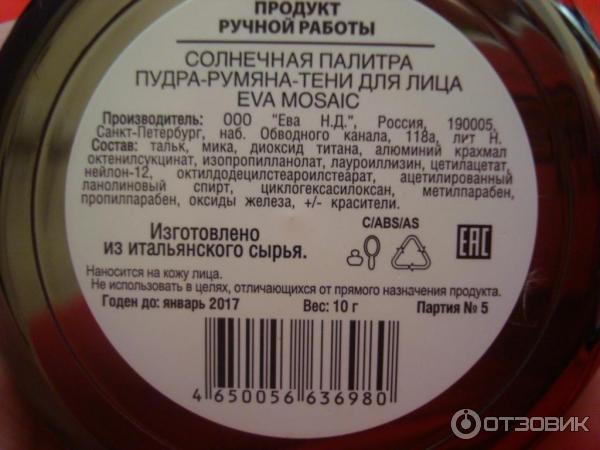 ПРОДУКТ
РУЧНОЙ РАБОТЫ
СОЛНЕЧНАЯ ПАЛИТРА
ПУДРА-РУМЯНА-ТЕНИ ДЛЯ ЛИЦА
EVA MOSAIC
Производитель: ООО "Ева Н.Д.", Россия, 190005,
Санкт-Петербург, наб. Обводного канала, 118а, лит Н.
Состав: тальк, мика, диоксид титана, алюминий крахмал
октенилсукцинат, изопропилланолат, лауроиллизин, цетилацетат,
нейлон-12, октилдодецилстеароилстеарат, ацетилированный
ланолиновый спирт, циклогексасилоксан, метилпарабен,
пропилпарабен, оксиды железа, +/- красители.
Изготовлено
из итальянского сырья.
C/ABS/AS
EAC
Наносится на кожу лица.
Не использовать в целях, отличающихся от прямого назначения продукта.
Годен до: январь 2017 Вес: 10 г Партия № 5
4 650056 636980
ОТЗОВИК